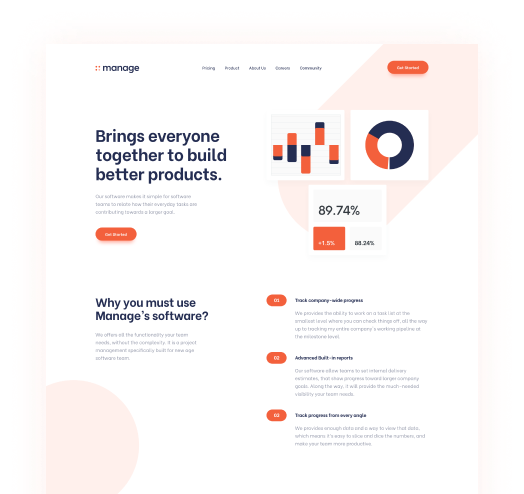 manage
Pricing Product About Us Careers Community
Get Started
Brings everyone
together to build
better products.
Our software makes it simple for software
teams to relate how their everyday tasks are
contributing towards a larger goal.
Get Started
89.74%
+1.5%
88.24%
Why you must use
Manage's software?
We offers all the functionality your team
needs, without the complexity. It is a project
management specifically built for new age
software team.
01
Track company-wide progress
We provides the ability to work on a task list at the
smallest level where you can check things off, all the way
up to tracking my entire company's working pipeline at
the milestone level.
02
Advanced Built-in reports
Our software allow teams to set internal delivery
estimates, that show progress toward larger company
goals. Along the way, it will provide the much-needed
visibility your team needs.
03
Track progress from every angle
We provides enough data and a way to view that data,
which means it's easy to slice and dice the numbers, and
make your team more productive.